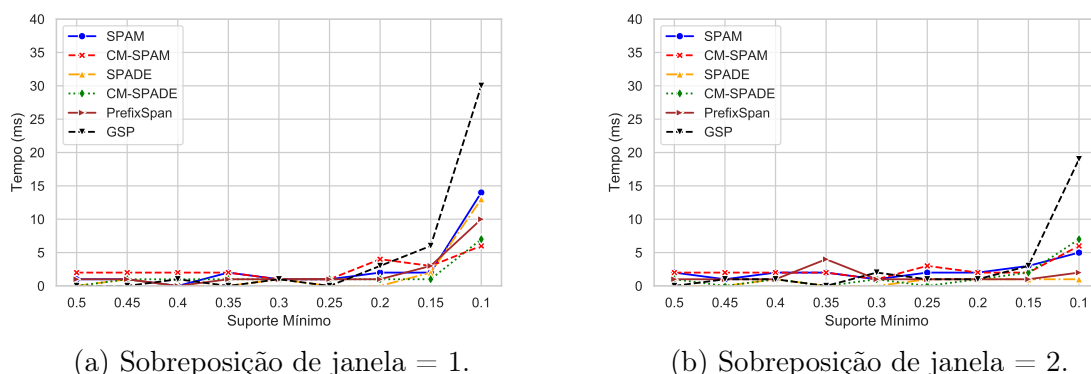 40
35
30
25
20
15
10
5
0
Tempo (ms)
SPAM
CM-SPAM
SPADE
CM-SPADE
PrefixSpan
GSP
0.5 0.45 0.4 0.35 0.3 0.25 0.2 0.15 0.1
Suporte Mínimo
(a) Sobreposição de janela = 1.
40
35
30
25
20
15
10
5
0
Tempo (ms)
SPAM
CM-SPAM
SPADE
CM-SPADE
PrefixSpan
GSP
0.5 0.45 0.4 0.35 0.3 0.25 0.2 0.15 0.1
Suporte Mínimo
(b) Sobreposição de janela = 2.